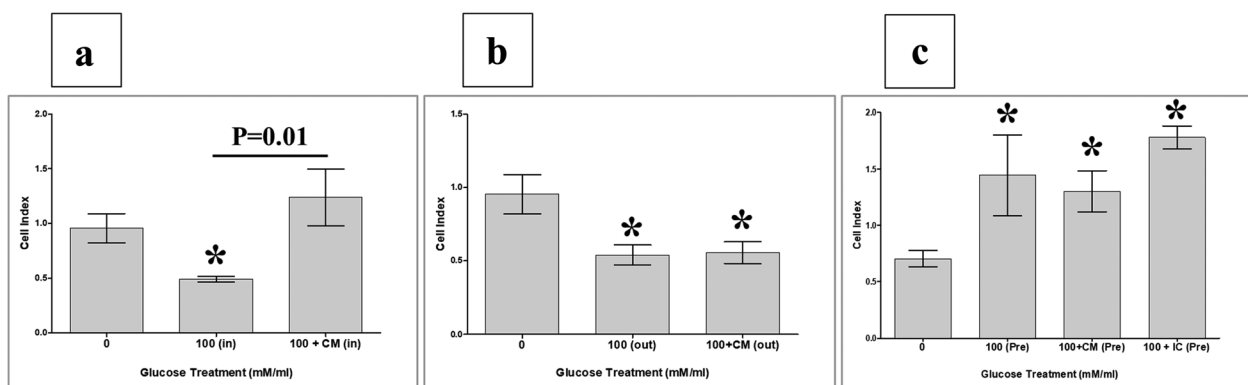 a
P=0.01
*
2.0
1.5
1.0
0.5
0.0
Cell Index
0 100 (in) 100 + CM (in)
Glucose Treatment (mM/ml)
b
* *
1.5
1.0
0.5
0.0
Cell Index
0 100 (out) 100+CM (out)
Glucose Treatment (mM/ml)
c
* * *
2.0
1.5
1.0
0.5
0.0
Cell Index
0 100 (Pre) 100+CM (Pre) 100 + IC (Pre)
Glucose Treatment (mM/ml)